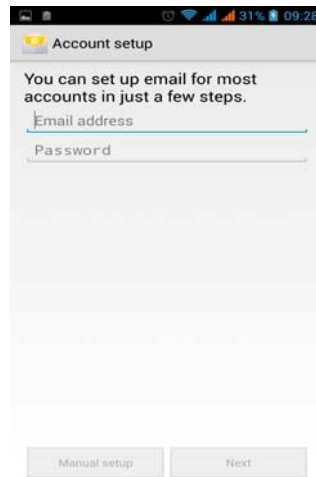 31% 09:28
Account setup
You can set up email for most
accounts in just a few steps.
Email address
Password
Manual setup
Next